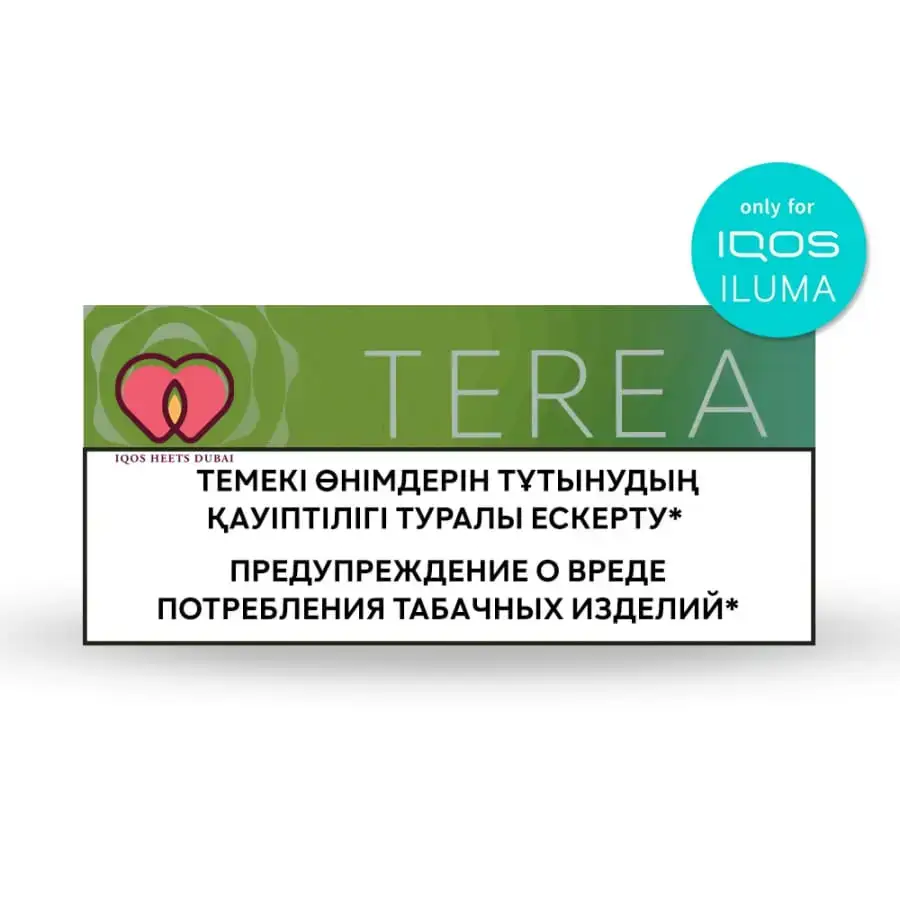 only for
IQOS
ILUMA
TEREA
IQOS HEETS DUBAI
ТЕМЕКІ ӨНІМДЕРІН ТҰТЫНУДЫҢ
ҚАУІПТІЛІГІ ТУРАЛЫ ЕСКЕРТУ*
ПРЕДУПРЕЖДЕНИЕ О ВРЕДЕ
ПОТРЕБЛЕНИЯ ТАБАЧНЫХ ИЗДЕЛИЙ*